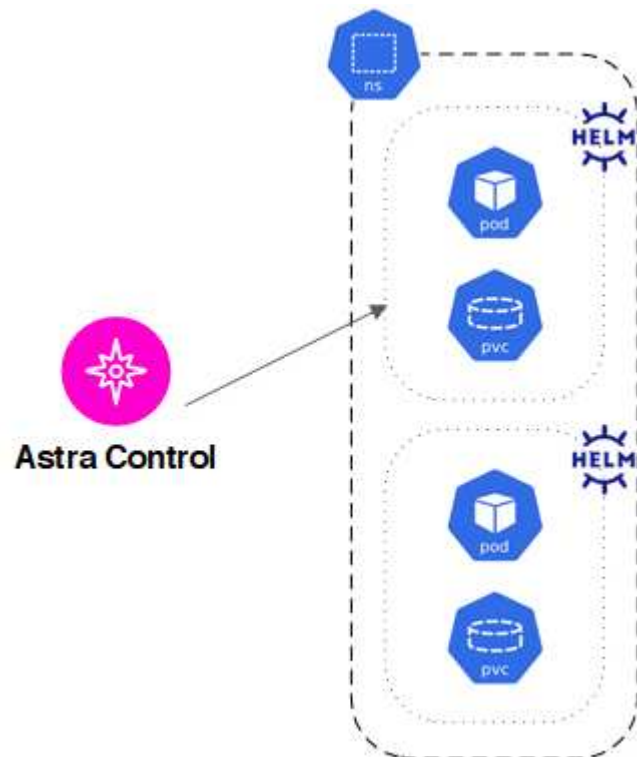 ns
HELM
pod
pvc
Astra Control
HELM
pod
pvc